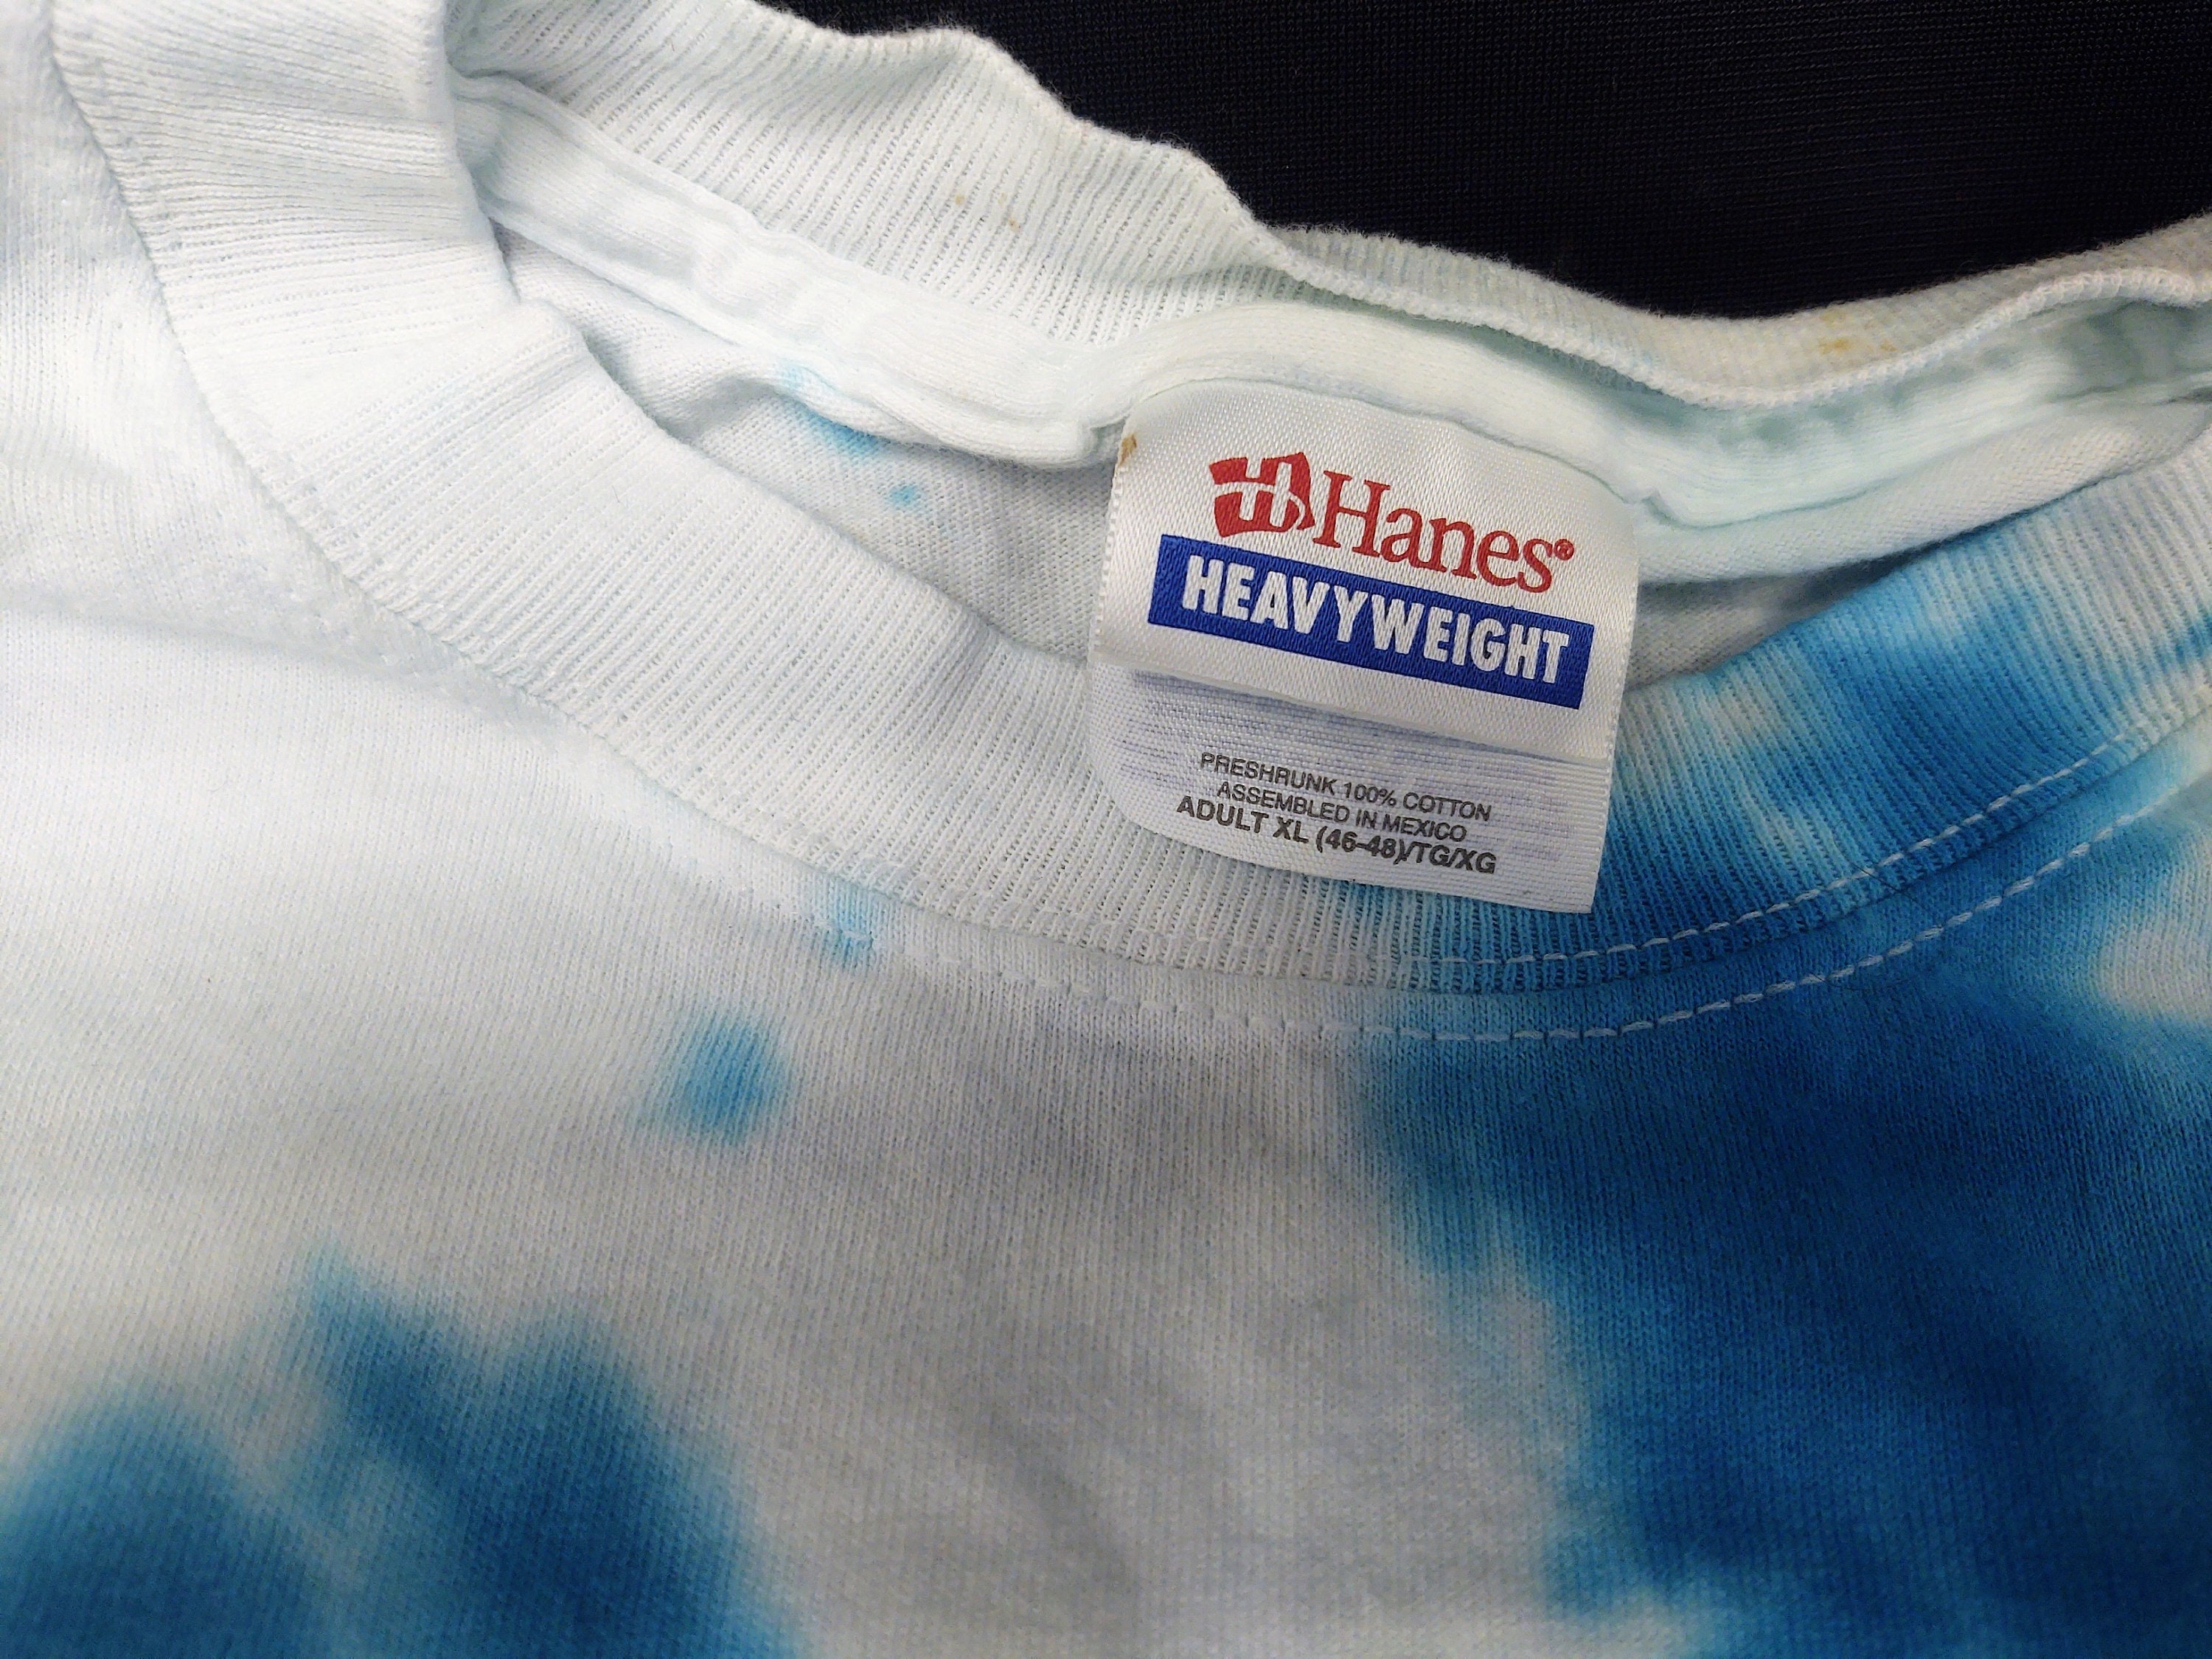 Hanes®
HEAVYWEIGHT
PRESHRUNK 100% COTTON
ASSEMBLED IN MEXICO
ADULT XL (46-48)/TG/XG